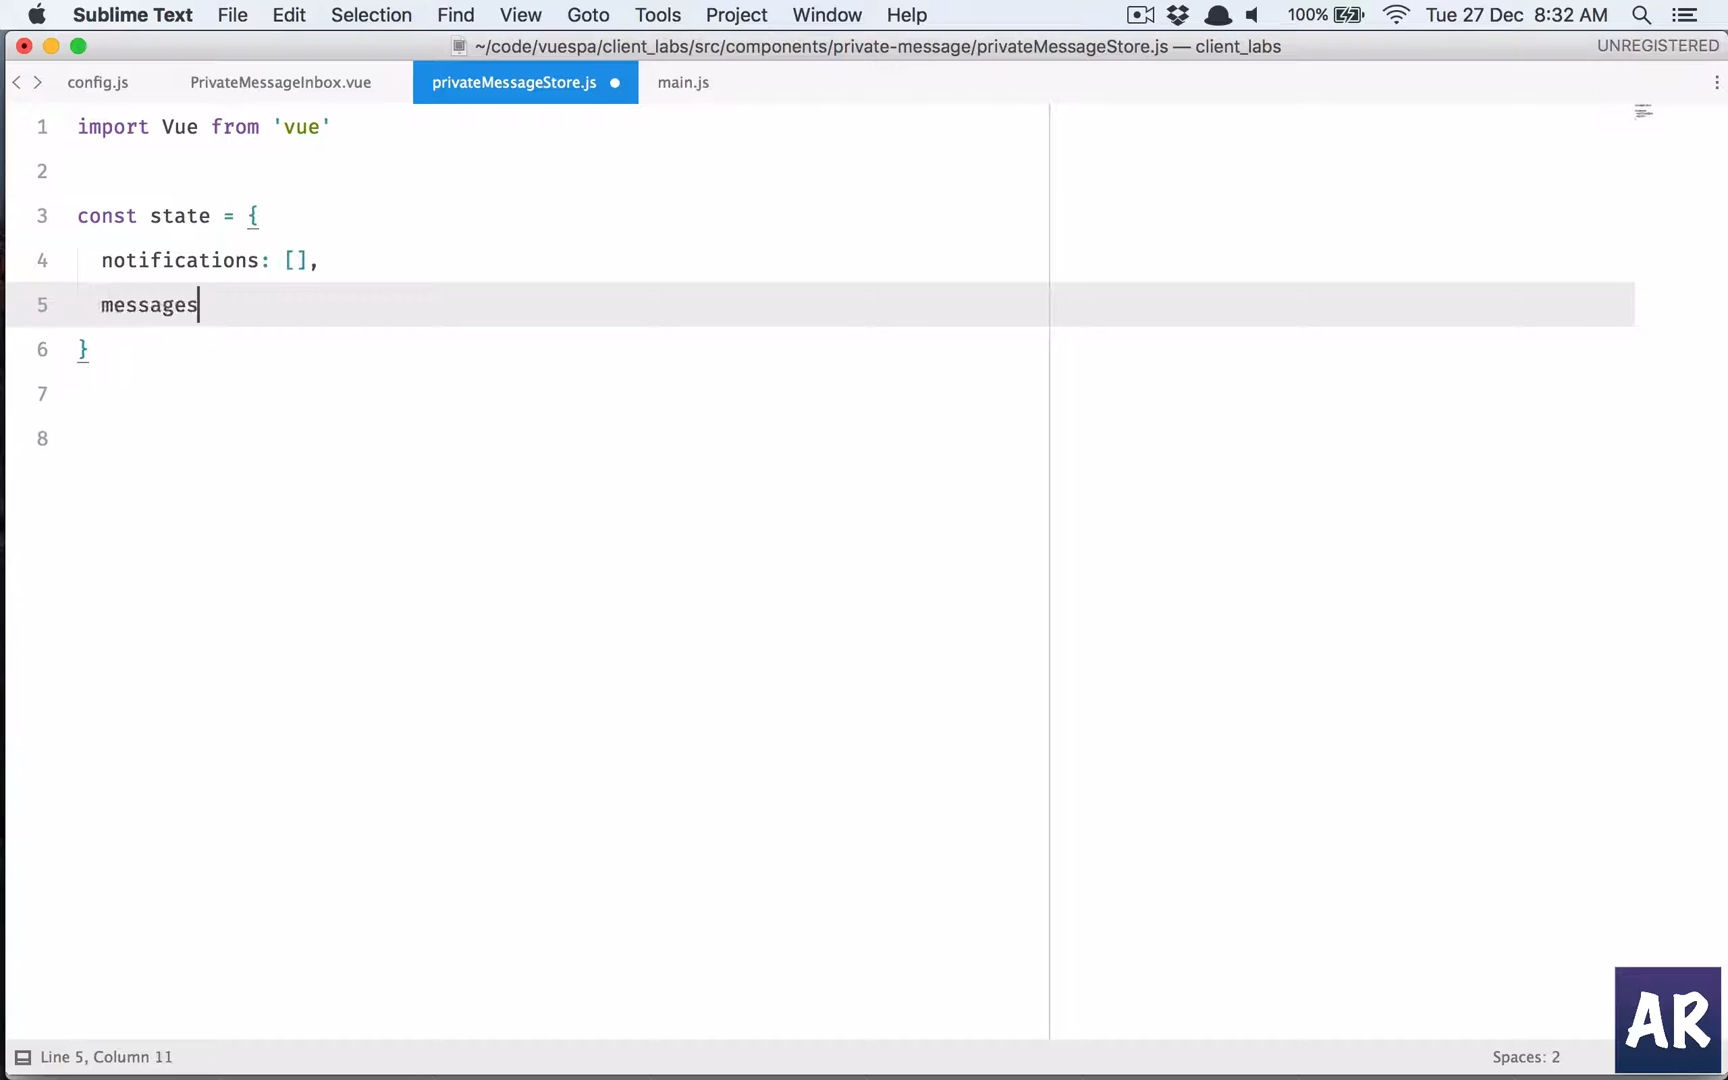 Sublime Text File Edit Selection Find View Goto Tools Project Window Help 100% Tue 27 Dec 8:32 AM
~/code/vuespa/client_labs/src/components/private-message/privateMessageStore.js — client_labs UNREGISTERED
config.js PrivateMessageInbox.vue privateMessageStore.js main.js
1 import Vue from 'vue'
2
3 const state = {
4 notifications: [],
5 messages
6 }
7
8
AR
Line 5, Column 11 Spaces: 2